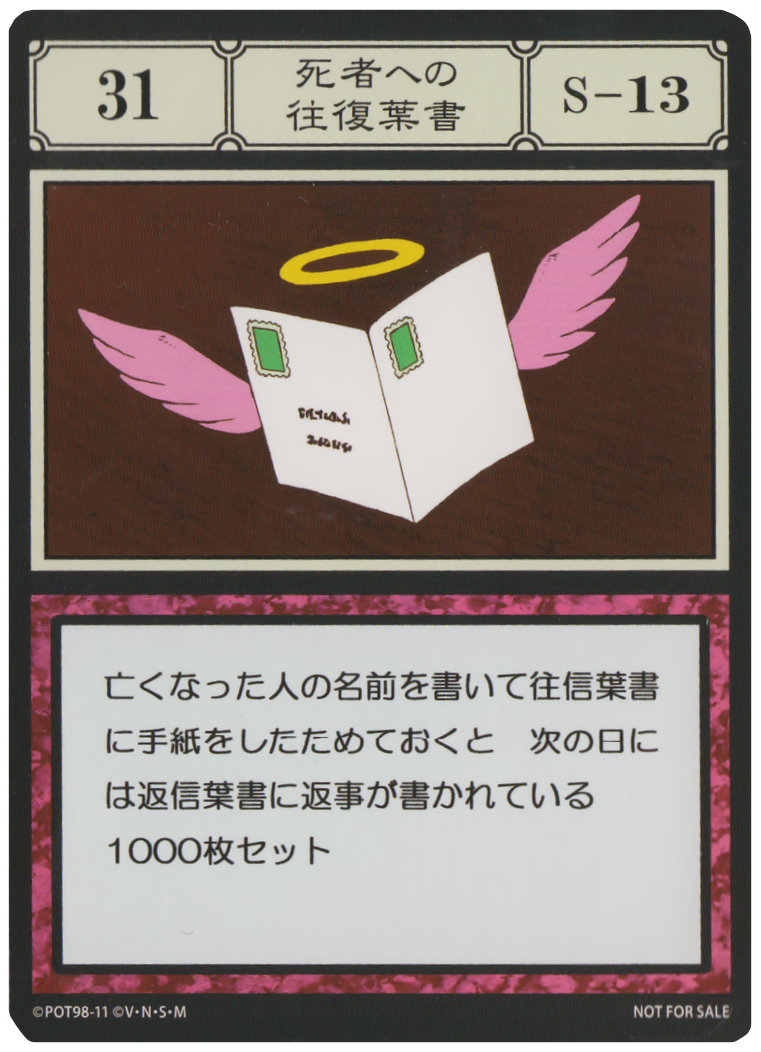 31
死者への
往復葉書
S-13
亡くなった人の名前を書いて往信葉書
に手紙をしたためておくと　次の日に
は返信葉書に返事が書かれている
1000枚セット
©POT98-11 ©V・N・S・M
NOT FOR SALE